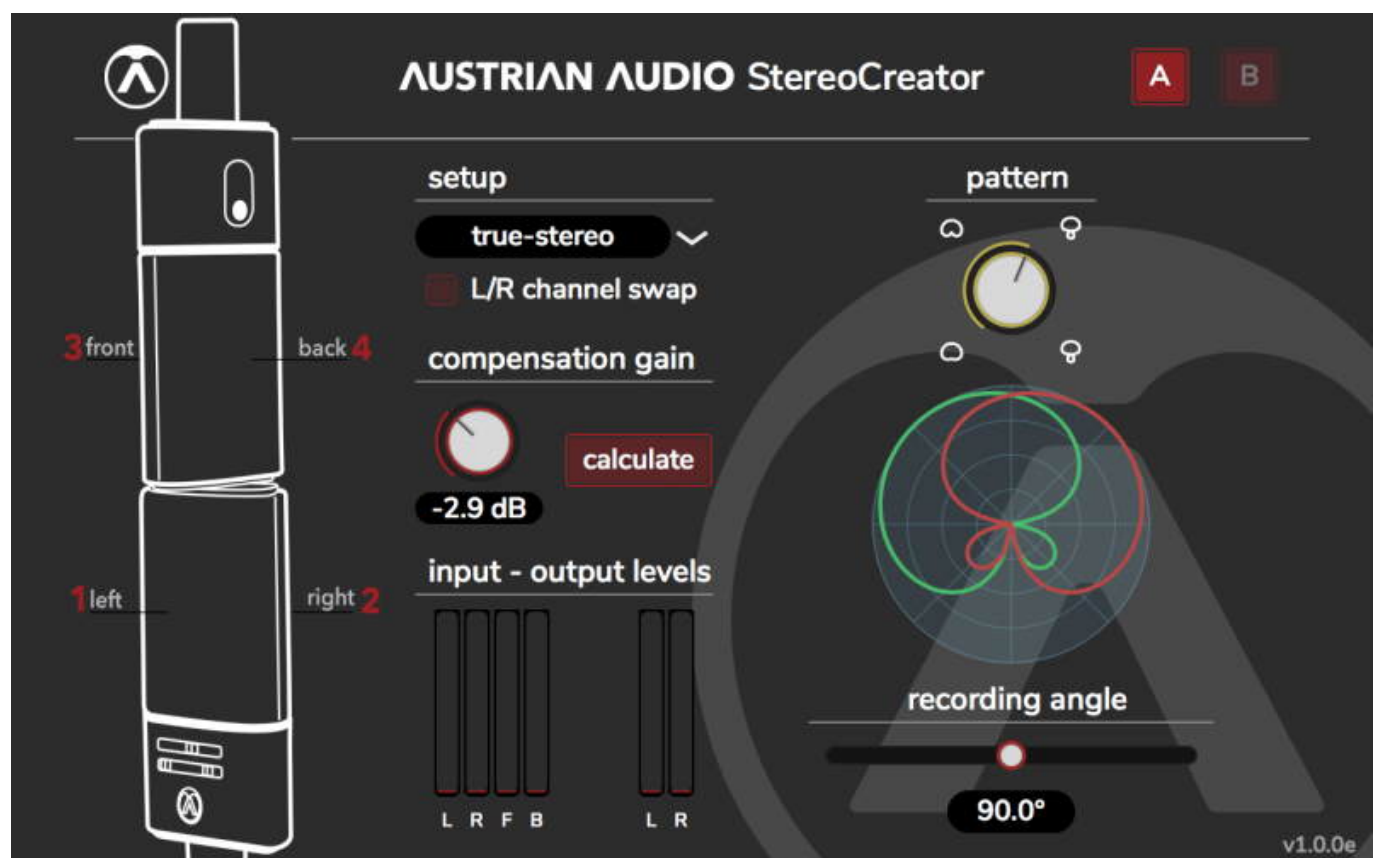 AUSTRIAN AUDIO StereoCreator
A
B
setup
true-stereo
L/R channel swap
pattern
3 front
back 4
compensation gain
-2.9 dB
calculate
1 left
right 2
input - output levels
L R F B
L R
recording angle
90.0°
v1.0.0e